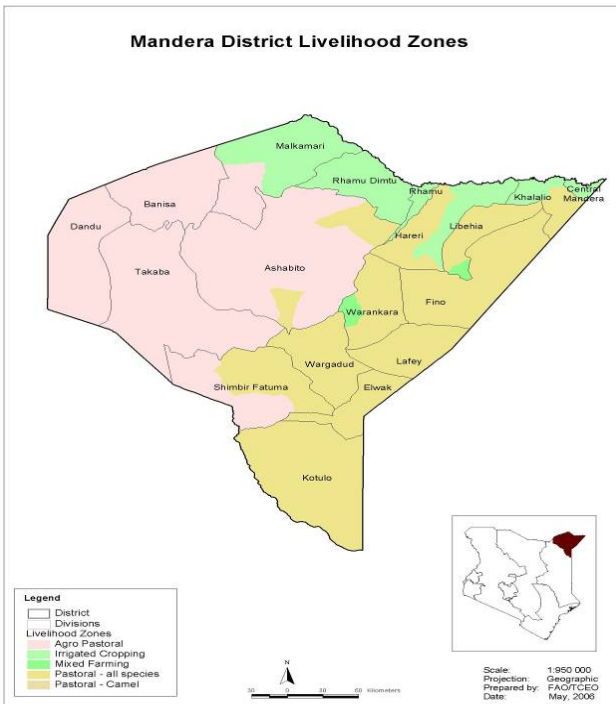 Mandera District Livelihood Zones
Malkamari
Rhamu Dimtu
Rhamu
Khalalio
Central
Mandera
Banisa
Dandu
Libehia
Hareri
Takaba
Ashabito
Fino
Warankara
Lafey
Wargadud
Shimbir Fatuma
Elwak
Kotulo
Legend
District
Divisions
Livelihood Zones
Agro Pastoral
Irrigated Cropping
Mixed Farming
Pastoral - all species
Pastoral - Camel
N
30 0 30 60 Kilometers
Scale: 1:950 000
Projection: Geographic
Prepared by: FAO/TCEO
Date: May, 2006